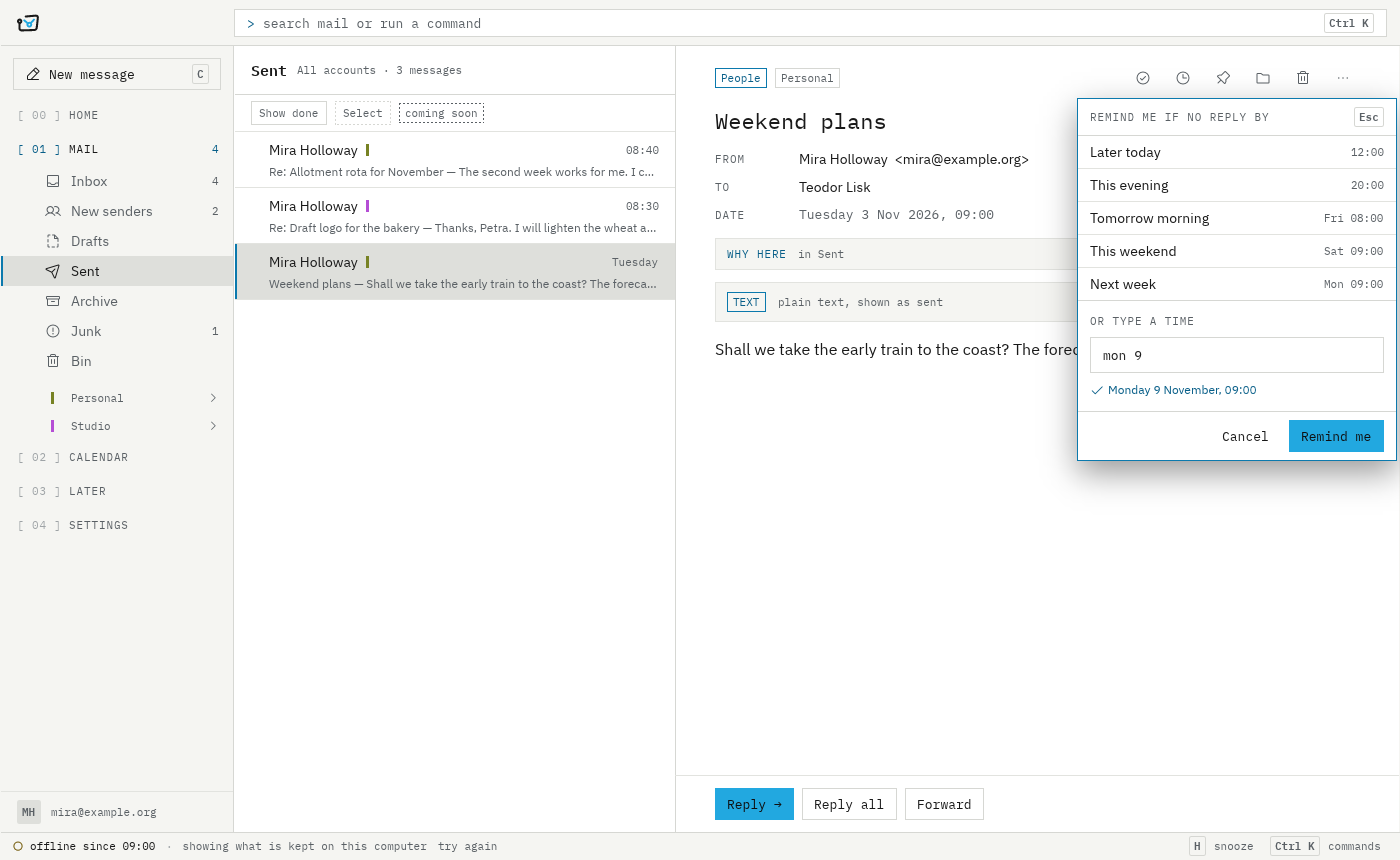 > search mail or run a command Ctrl K
New message C
[ 00 ] HOME
[ 01 ] MAIL 4
Inbox 4
New senders 2
Drafts
Sent
Archive
Junk 1
Bin
Personal
Studio
[ 02 ] CALENDAR
[ 03 ] LATER
[ 04 ] SETTINGS
MH mira@example.org
Sent All accounts · 3 messages
Show done Select coming soon
Mira Holloway 08:40
Re: Allotment rota for November — The second week works for me. I c…
Mira Holloway 08:30
Re: Draft logo for the bakery — Thanks, Petra. I will lighten the wheat a…
Mira Holloway Tuesday
Weekend plans — Shall we take the early train to the coast? The foreca…
People Personal
Weekend plans
FROM Mira Holloway <mira@example.org>
TO Teodor Lisk
DATE Tuesday 3 Nov 2026, 09:00
WHY HERE in Sent
TEXT plain text, shown as sent
Shall we take the early train to the coast? The forec
REMIND ME IF NO REPLY BY Esc
Later today 12:00
This evening 20:00
Tomorrow morning Fri 08:00
This weekend Sat 09:00
Next week Mon 09:00
OR TYPE A TIME
mon 9
Monday 9 November, 09:00
Cancel Remind me
Reply → Reply all Forward
offline since 09:00 · showing what is kept on this computer try again
H snooze Ctrl K commands